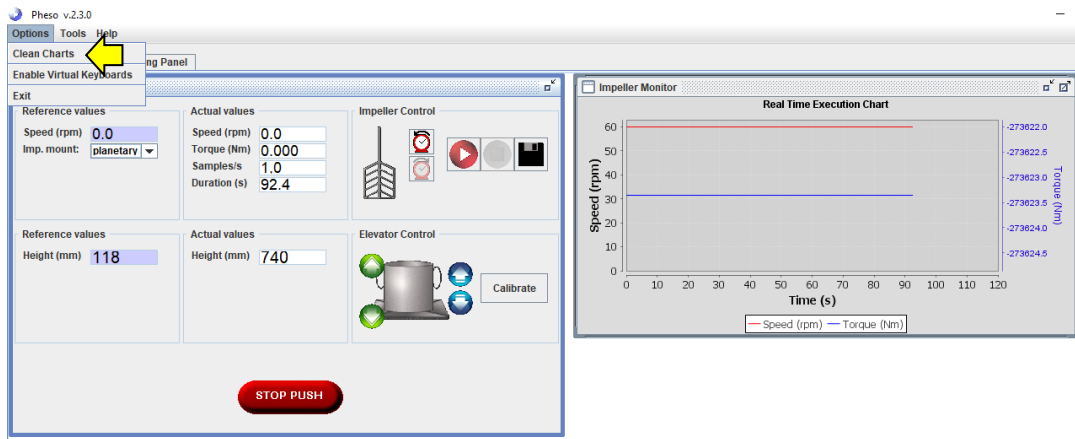 Pheso v.2.3.0
Options Tools Help
Clean Charts
Enable Virtual Keyboards
Exit
ng Panel
Reference values
Speed (rpm) 0.0
Imp. mount: planetary
Actual values
Speed (rpm) 0.0
Torque (Nm) 0.000
Samples/s 1.0
Duration (s) 92.4
Impeller Control
Reference values
Height (mm) 118
Actual values
Height (mm) 740
Elevator Control
Calibrate
STOP PUSH
Impeller Monitor
Real Time Execution Chart
Speed (rpm)
60
50
40
30
20
10
0
0 10 20 30 40 50 60 70 80 90 100 110 120
Time (s)
-273622.0
-273622.5
-273623.0
-273623.5
-273624.0
-273624.5
Torque (Nm)
Speed (rpm) Torque (Nm)